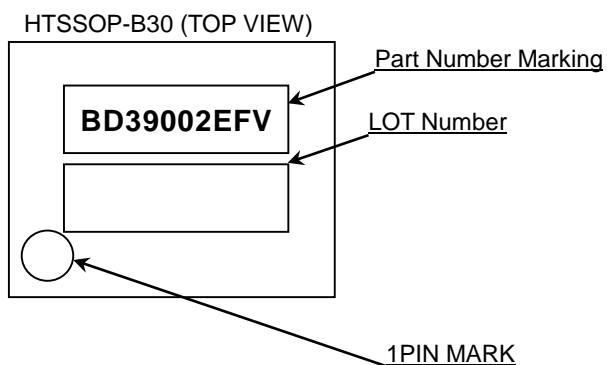 HTSSOP-B30 (TOP VIEW)
Part Number Marking
BD39002EFV
LOT Number
1PIN MARK